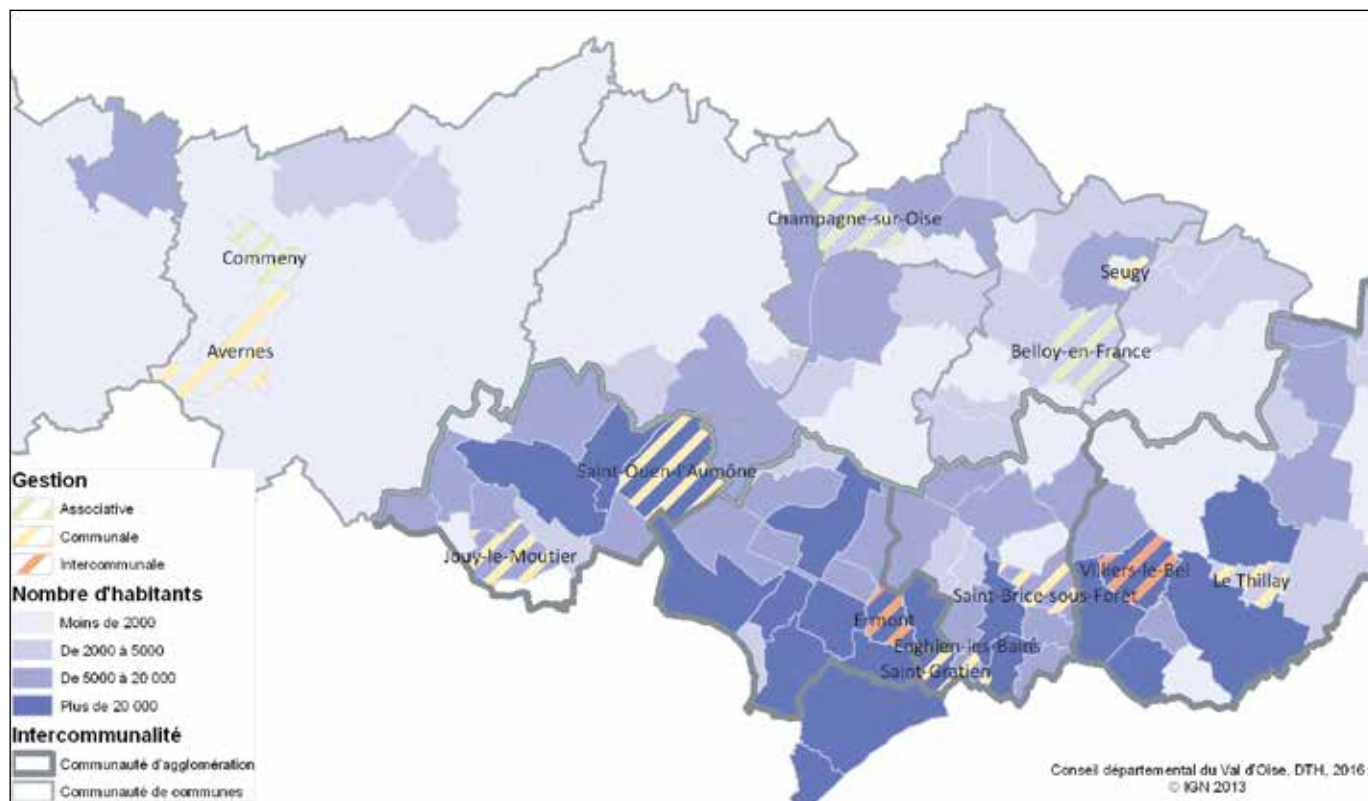 Champagne-sur-Oise
Commeny
Seugy
Avernes
Belloy-en-France
Saint-Ouen-l'Aumône
Jouy-le-Moutier
Villiers-le-Bel
Le Thillay
Saint-Brice-sous-Forêt
Ermont
Enghien-les-Bains
Saint-Gratien
Gestion
Associative
Communale
Intercommunale
Nombre d'habitants
Moins de 2000
De 2000 à 5000
De 5000 à 20 000
Plus de 20 000
Intercommunalité
Communauté d'agglomération
Communauté de communes
Conseil départemental du Val d'Oise, DTH, 2016
© IGN 2013